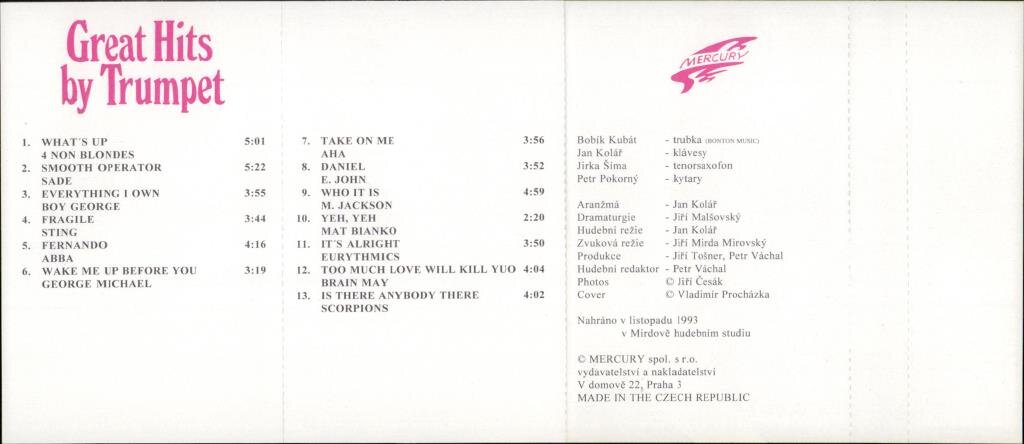 Great Hits
by Trumpet
1. WHAT´S UP 5:01
4 NON BLONDES
2. SMOOTH OPERATOR 5:22
SADE
3. EVERYTHING I OWN 3:55
BOY GEORGE
4. FRAGILE 3:44
STING
5. FERNANDO 4:16
ABBA
6. WAKE ME UP BEFORE YOU 3:19
GEORGE MICHAEL
7. TAKE ON ME 3:56
AHA
8. DANIEL 3:52
E. JOHN
9. WHO IT IS 4:59
M. JACKSON
10. YEH, YEH 2:20
MAT BIANKO
11. IT´S ALRIGHT 3:50
EURYTHMICS
12. TOO MUCH LOVE WILL KILL YUO 4:04
BRAIN MAY
13. IS THERE ANYBODY THERE 4:02
SCORPIONS
MERCURY
Bobík Kubát - trubka (BONTON MUSIC)
Jan Kolář - klávesy
Jirka Šíma - tenorsaxofon
Petr Pokorný - kytary
Aranžmá - Jan Kolář
Dramaturgie - Jiří Malšovský
Hudební režie - Jan Kolář
Zvuková režie - Jiří Mirda Mirovský
Produkce - Jiří Tošner, Petr Váchal
Hudební redaktor - Petr Váchal
Photos © Jiří Česák
Cover © Vladimír Procházka
Nahráno v listopadu 1993
v Mirdově hudebním studiu
© MERCURY spol. s r.o.
vydavatelství a nakladatelství
V domově 22, Praha 3
MADE IN THE CZECH REPUBLIC